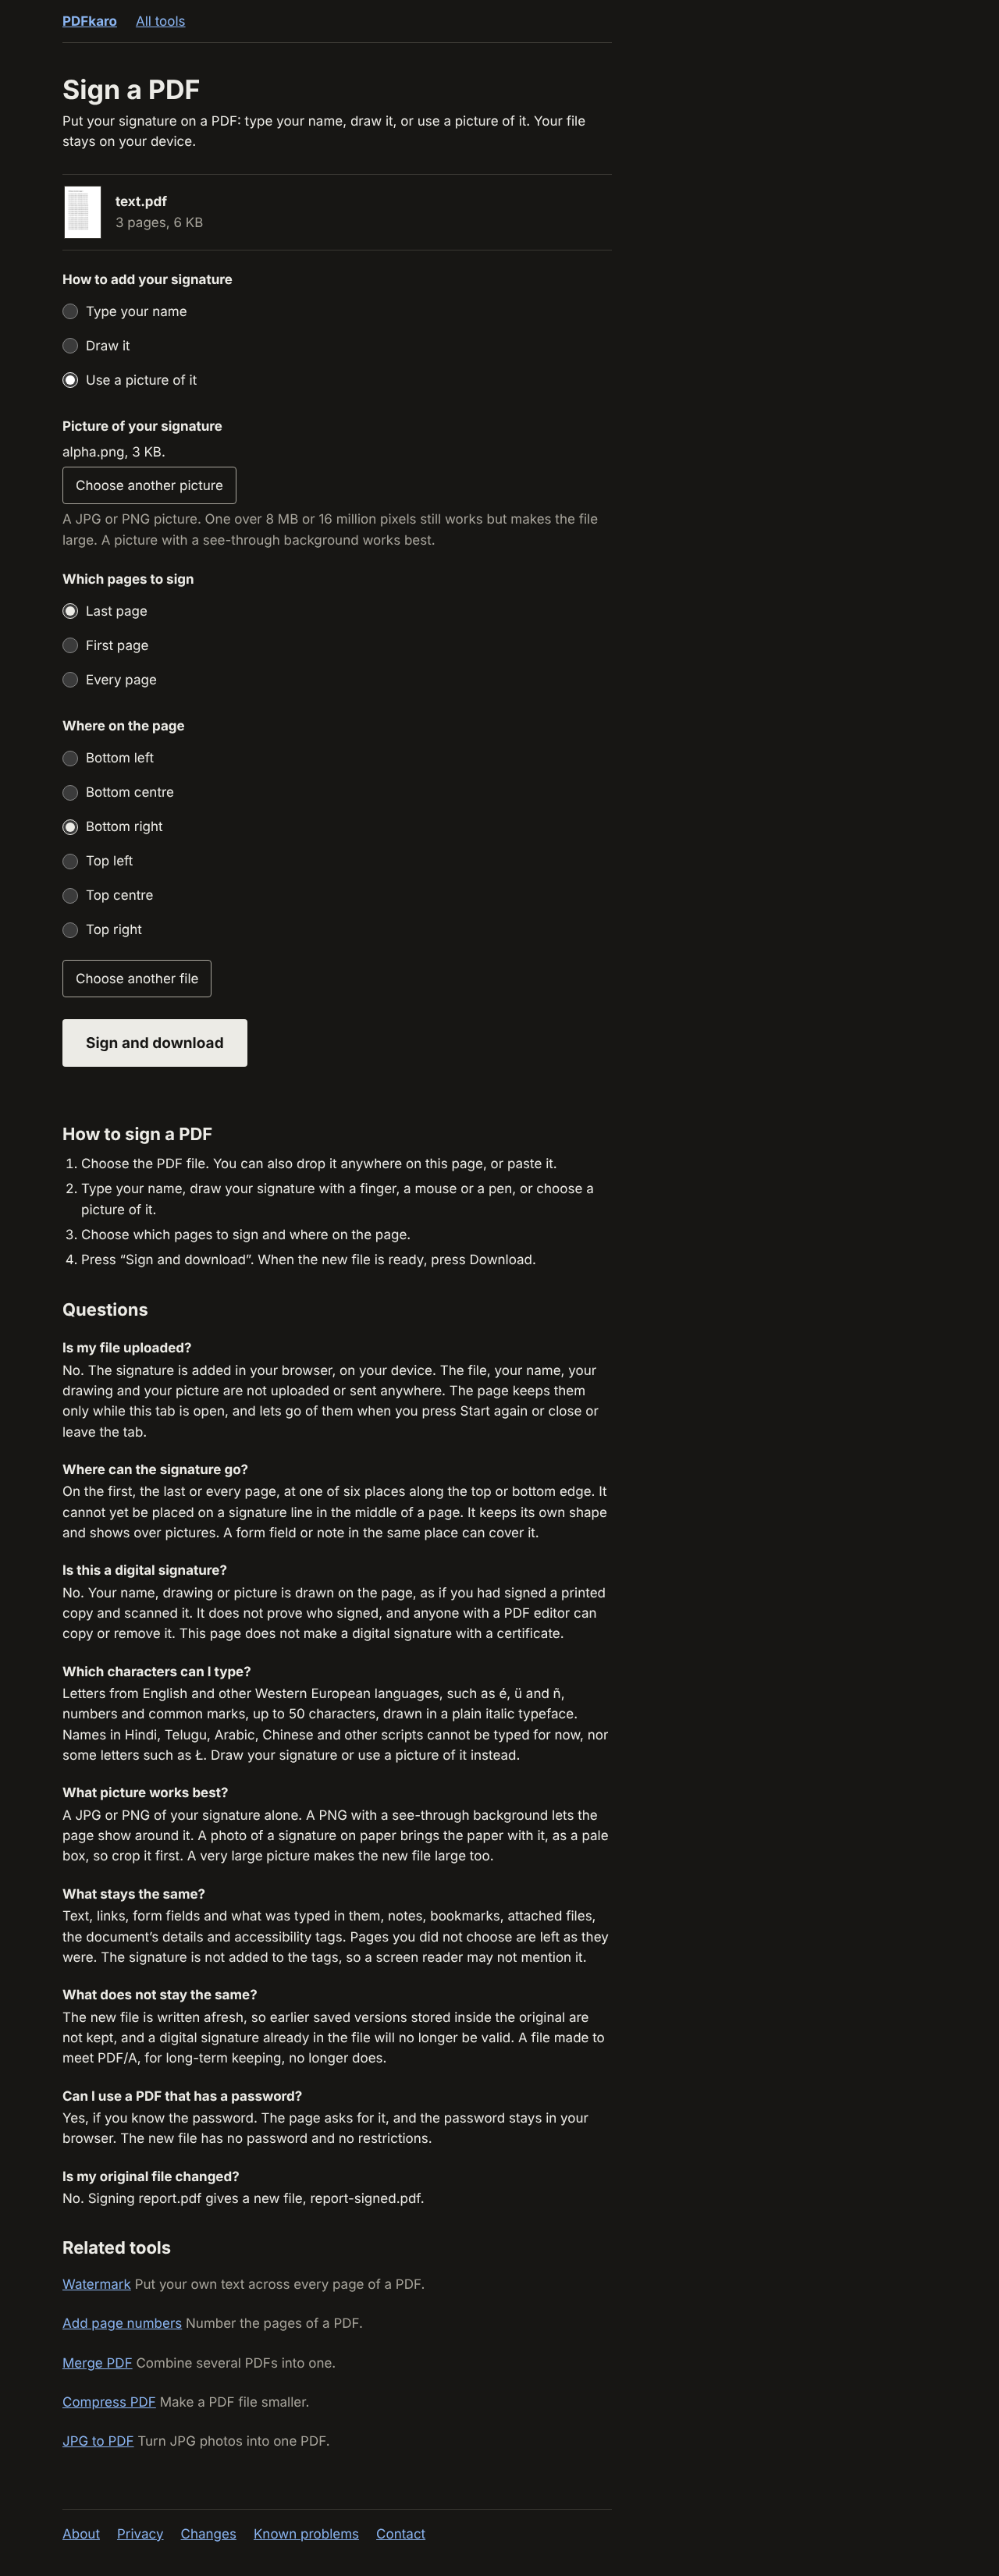 PDFkaro All tools
Sign a PDF
Put your signature on a PDF: type your name, draw it, or use a picture of it. Your file
stays on your device.
text.pdf
3 pages, 6 KB
How to add your signature
Type your name
Draw it
Use a picture of it
Picture of your signature
alpha.png, 3 KB.
Choose another picture
A JPG or PNG picture. One over 8 MB or 16 million pixels still works but makes the file
large. A picture with a see-through background works best.
Which pages to sign
Last page
First page
Every page
Where on the page
Bottom left
Bottom centre
Bottom right
Top left
Top centre
Top right
Choose another file
Sign and download
How to sign a PDF
1. Choose the PDF file. You can also drop it anywhere on this page, or paste it.
2. Type your name, draw your signature with a finger, a mouse or a pen, or choose a
picture of it.
3. Choose which pages to sign and where on the page.
4. Press “Sign and download”. When the new file is ready, press Download.
Questions
Is my file uploaded?
No. The signature is added in your browser, on your device. The file, your name, your
drawing and your picture are not uploaded or sent anywhere. The page keeps them
only while this tab is open, and lets go of them when you press Start again or close or
leave the tab.
Where can the signature go?
On the first, the last or every page, at one of six places along the top or bottom edge. It
cannot yet be placed on a signature line in the middle of a page. It keeps its own shape
and shows over pictures. A form field or note in the same place can cover it.
Is this a digital signature?
No. Your name, drawing or picture is drawn on the page, as if you had signed a printed
copy and scanned it. It does not prove who signed, and anyone with a PDF editor can
copy or remove it. This page does not make a digital signature with a certificate.
Which characters can I type?
Letters from English and other Western European languages, such as é, ü and ñ,
numbers and common marks, up to 50 characters, drawn in a plain italic typeface.
Names in Hindi, Telugu, Arabic, Chinese and other scripts cannot be typed for now, nor
some letters such as Ł. Draw your signature or use a picture of it instead.
What picture works best?
A JPG or PNG of your signature alone. A PNG with a see-through background lets the
page show around it. A photo of a signature on paper brings the paper with it, as a pale
box, so crop it first. A very large picture makes the new file large too.
What stays the same?
Text, links, form fields and what was typed in them, notes, bookmarks, attached files,
the document’s details and accessibility tags. Pages you did not choose are left as they
were. The signature is not added to the tags, so a screen reader may not mention it.
What does not stay the same?
The new file is written afresh, so earlier saved versions stored inside the original are
not kept, and a digital signature already in the file will no longer be valid. A file made to
meet PDF/A, for long-term keeping, no longer does.
Can I use a PDF that has a password?
Yes, if you know the password. The page asks for it, and the password stays in your
browser. The new file has no password and no restrictions.
Is my original file changed?
No. Signing report.pdf gives a new file, report-signed.pdf.
Related tools
Watermark Put your own text across every page of a PDF.
Add page numbers Number the pages of a PDF.
Merge PDF Combine several PDFs into one.
Compress PDF Make a PDF file smaller.
JPG to PDF Turn JPG photos into one PDF.
About Privacy Changes Known problems Contact